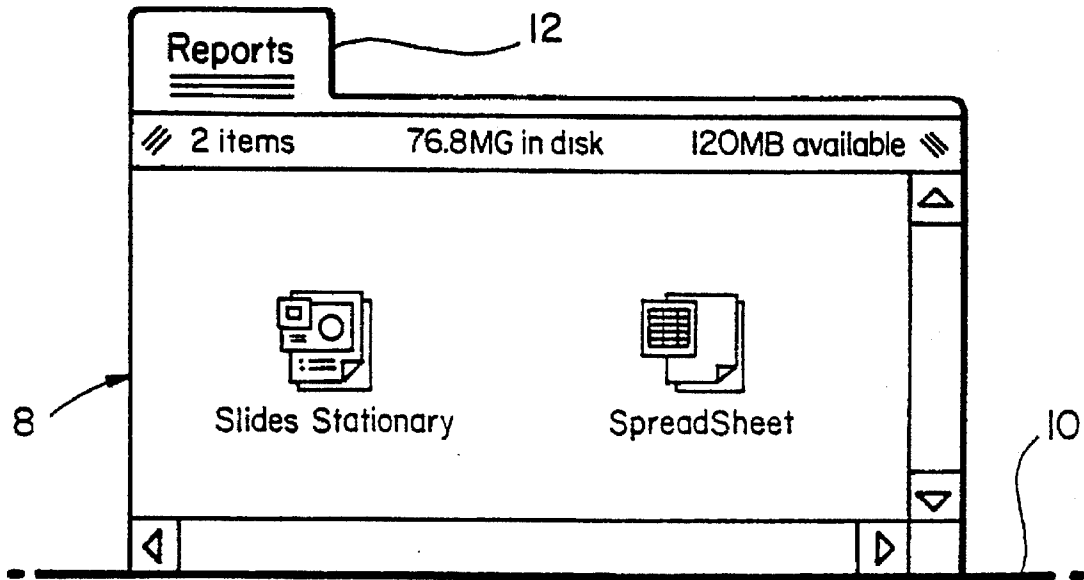 Reports
12
2 items 76.8MG in disk 120MB available
Slides Stationary SpreadSheet
8
10